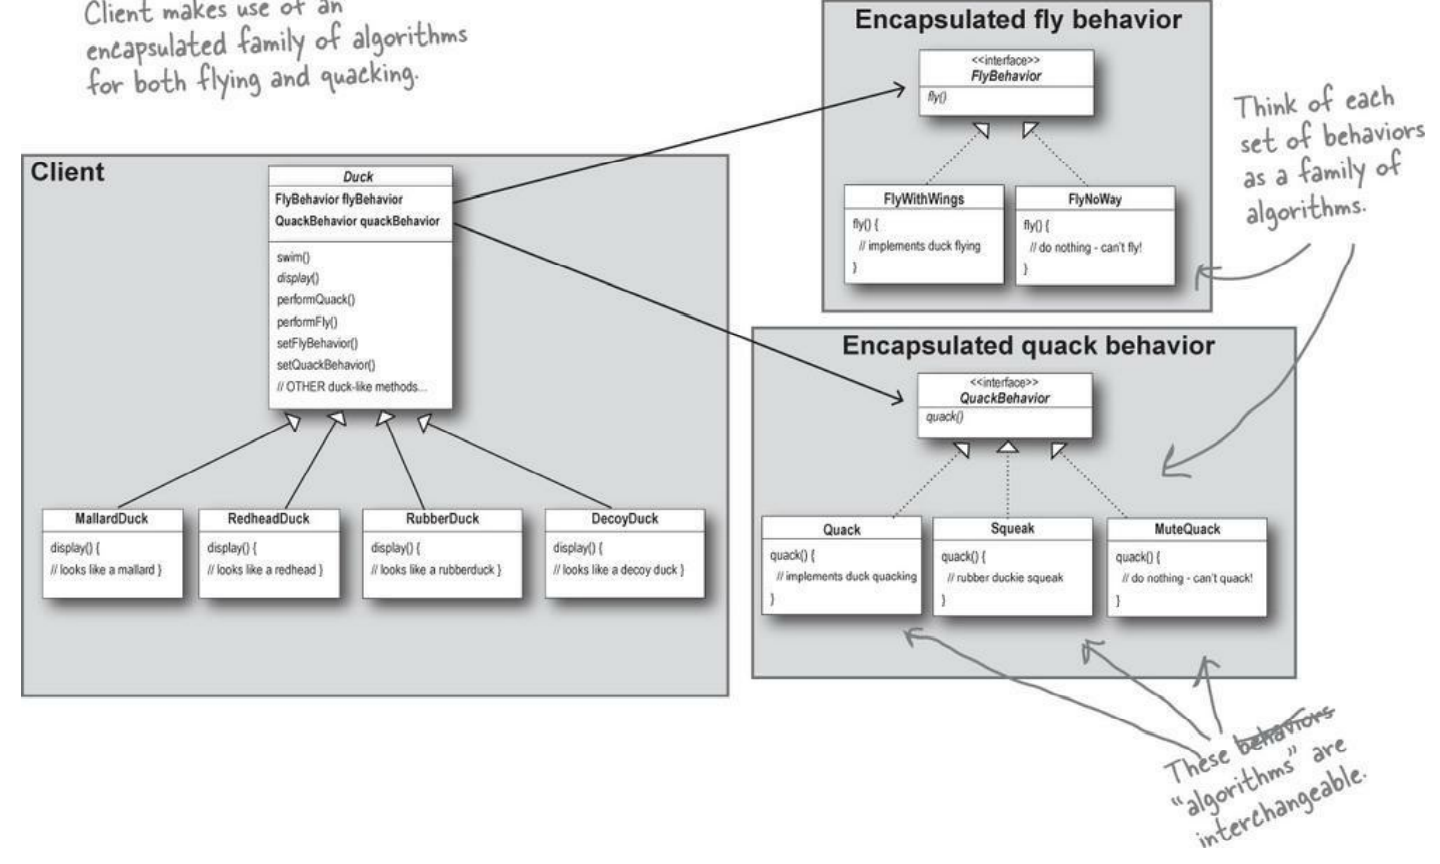 Client makes use of an
encapsulated family of algorithms
for both flying and quacking.
Client
Duck
FlyBehavior flyBehavior
QuackBehavior quackBehavior
swim()
display()
performQuack()
performFly()
setFlyBehavior()
setQuackBehavior()
// OTHER duck-like methods...
MallardDuck
display() {
// looks like a mallard }
RedheadDuck
display() {
// looks like a redhead }
RubberDuck
display() {
// looks like a rubberduck }
DecoyDuck
display() {
// looks like a decoy duck }
Encapsulated fly behavior
<<interface>>
FlyBehavior
fly()
FlyWithWings
fly() {
// implements duck flying
}
FlyNoWay
fly() {
// do nothing - can't fly!
}
Think of each
set of behaviors
as a family of
algorithms.
Encapsulated quack behavior
<<interface>>
QuackBehavior
quack()
Quack
quack() {
// implements duck quacking
}
Squeak
quack() {
// rubber duckie squeak
}
MuteQuack
quack() {
// do nothing - can't quack!
}
These behaviors
"algorithms" are
interchangeable.